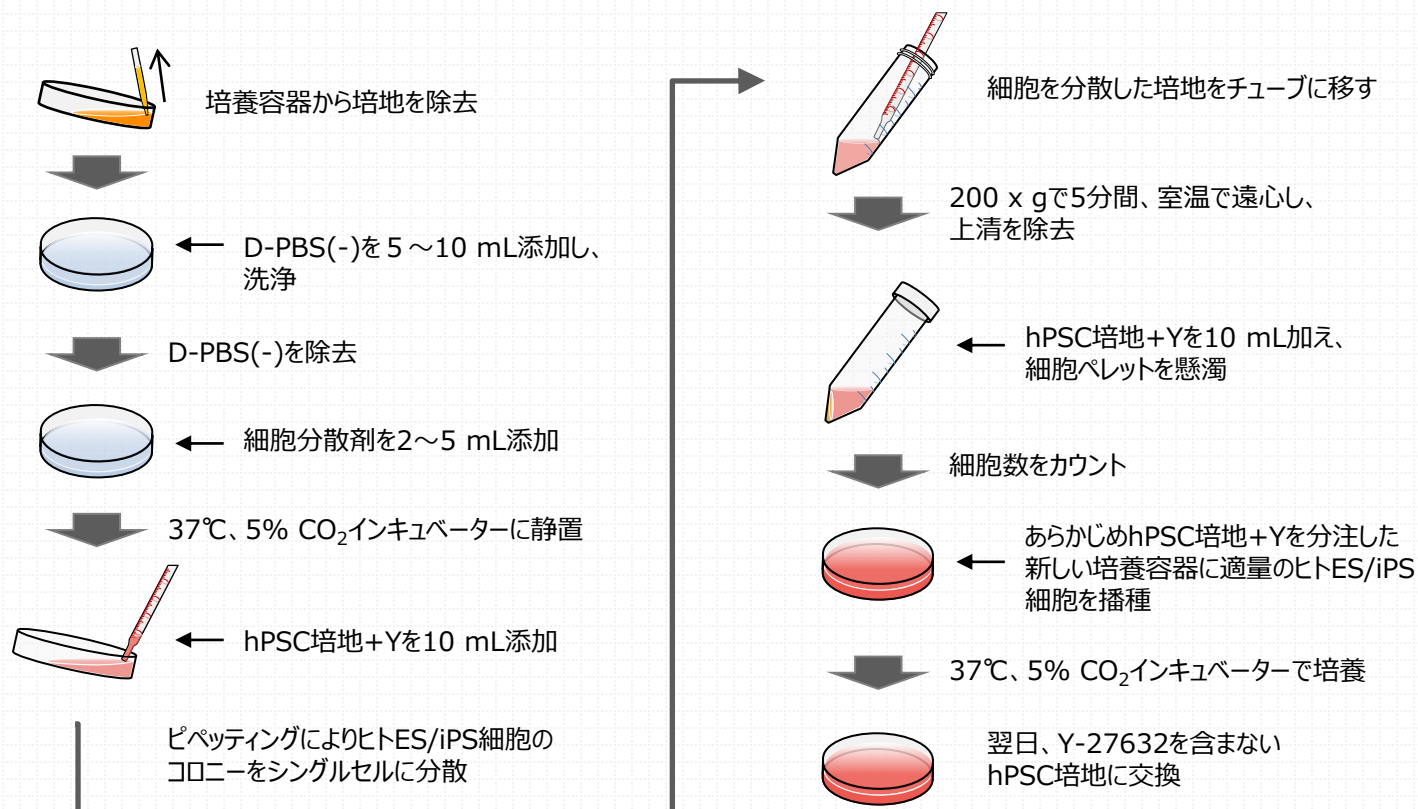 培養容器から培地を除去
D-PBS(-)を5～10 mL添加し、
洗浄
D-PBS(-)を除去
細胞分散剤を2～5 mL添加
37℃、5% CO₂インキュベーターに静置
hPSC培地+Yを10 mL添加
ピペッティングによりヒトES/iPS細胞の
コロニーをシングルセルに分散
細胞を分散した培地をチューブに移す
200 x gで5分間、室温で遠心し、
上清を除去
hPSC培地+Yを10 mL加え、
細胞ペレットを懸濁
細胞数をカウント
あらかじめhPSC培地+Yを分注した
新しい培養容器に適量のヒトES/iPS
細胞を播種
37℃、5% CO₂インキュベーターで培養
翌日、Y-27632を含まない
hPSC培地に交換